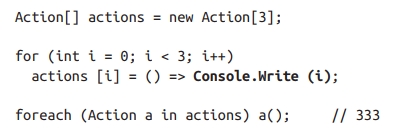 Action[] actions = new Action[3];
for (int i = 0; i < 3; i++)
actions [i] = () => Console.Write (i);
foreach (Action a in actions) a();     // 333